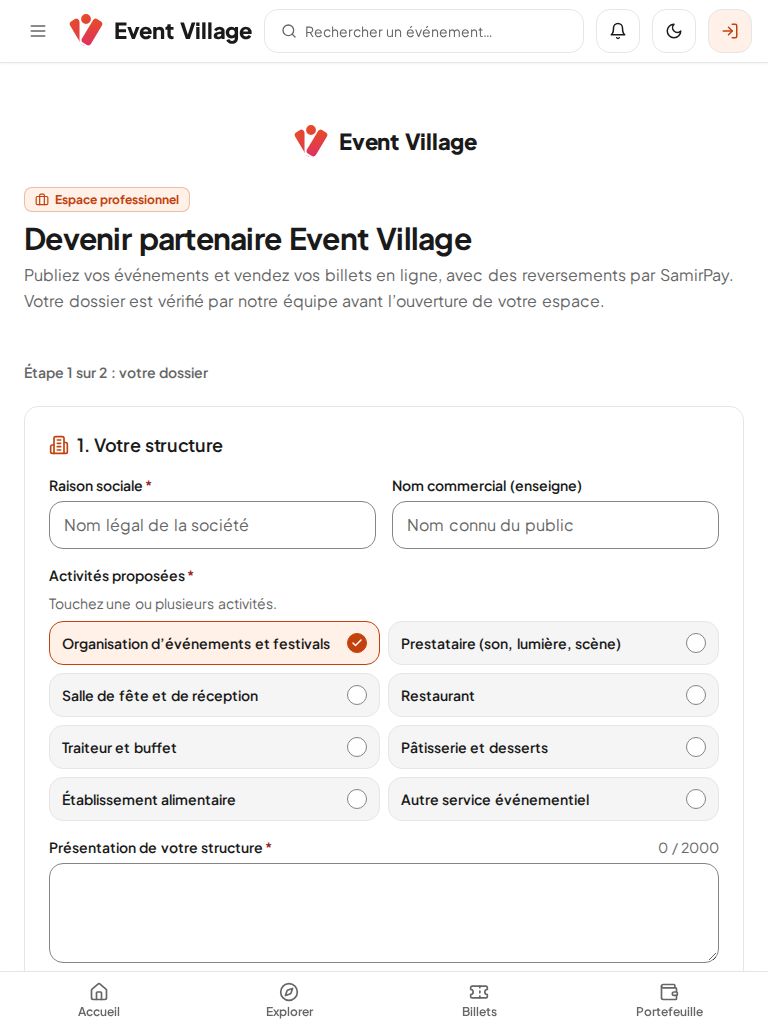 Event Village
Rechercher un événement…
Event Village
Espace professionnel
Devenir partenaire Event Village
Publiez vos événements et vendez vos billets en ligne, avec des reversements par SamirPay.
Votre dossier est vérifié par notre équipe avant l’ouverture de votre espace.
Étape 1 sur 2 : votre dossier
1. Votre structure
Raison sociale *
Nom commercial (enseigne)
Nom légal de la société
Nom connu du public
Activités proposées *
Touchez une ou plusieurs activités.
Organisation d’événements et festivals
Prestataire (son, lumière, scène)
Salle de fête et de réception
Restaurant
Traiteur et buffet
Pâtisserie et desserts
Établissement alimentaire
Autre service événementiel
Présentation de votre structure *
0 / 2000
Accueil
Explorer
Billets
Portefeuille